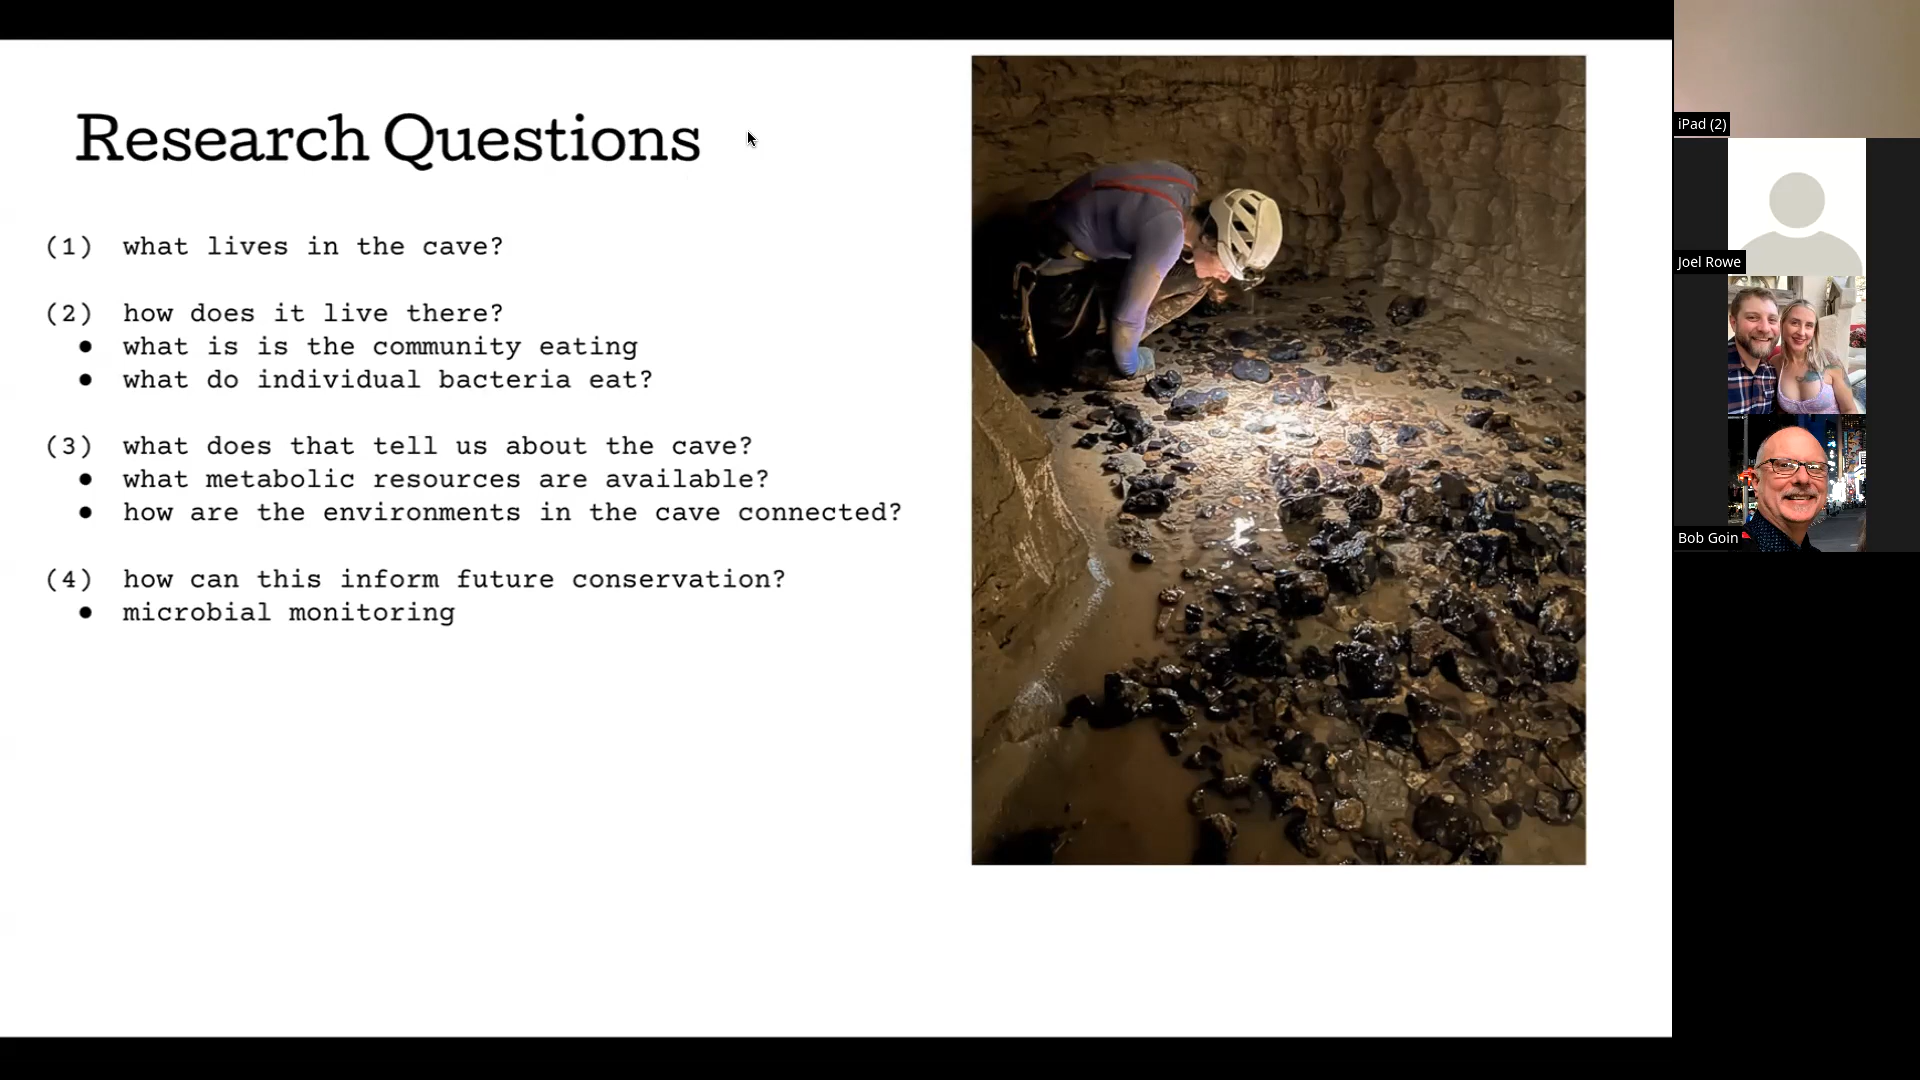 Research Questions
(1) what lives in the cave?
(2) how does it live there?
● what is is the community eating
● what do individual bacteria eat?
(3) what does that tell us about the cave?
● what metabolic resources are available?
● how are the environments in the cave connected?
(4) how can this inform future conservation?
● microbial monitoring
iPad (2)
Joel Rowe
Bob Goin